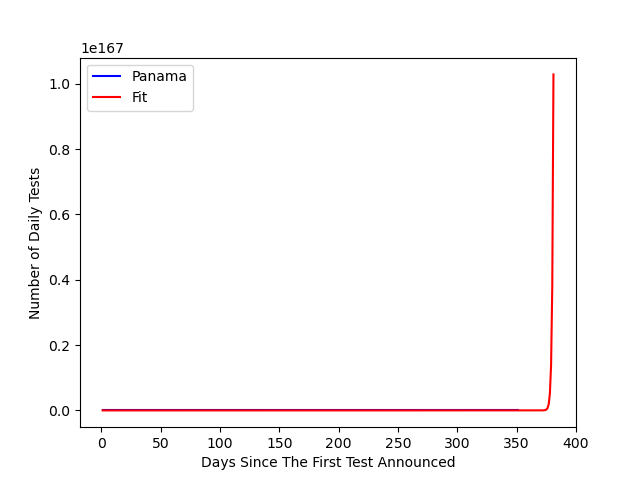 1e167
1.0
0.8
0.6
0.4
0.2
0.0
Number of Daily Tests
Panama
Fit
0 50 100 150 200 250 300 350 400
Days Since The First Test Announced